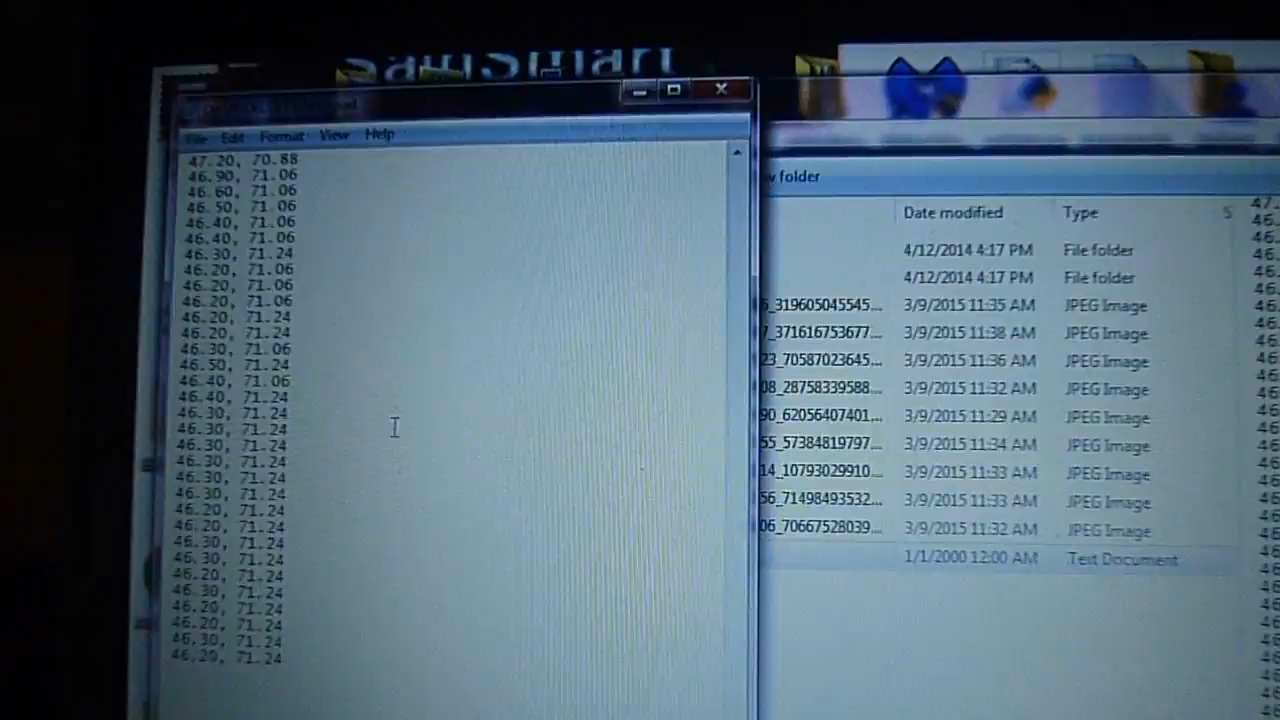 SainSmart
File Edit Format View Help
47.20, 70.88
46.90, 71.06
46.60, 71.06
46.50, 71.06
46.40, 71.06
46.40, 71.06
46.30, 71.24
46.20, 71.06
46.20, 71.06
46.20, 71.06
46.20, 71.24
46.20, 71.24
46.30, 71.06
46.50, 71.24
46.40, 71.06
46.40, 71.24
46.30, 71.24
46.30, 71.24
46.30, 71.24
46.30, 71.24
46.30, 71.24
46.30, 71.24
46.20, 71.24
46.20, 71.24
46.30, 71.24
46.30, 71.24
46.20, 71.24
46.30, 71.24
46.20, 71.24
46.20, 71.24
46.30, 71.24
46.20, 71.24
w folder
Date modified Type S
4/12/2014 4:17 PM File folder
4/12/2014 4:17 PM File folder
6_319605045545... 3/9/2015 11:35 AM JPEG Image
7_371616753677... 3/9/2015 11:38 AM JPEG Image
23_70587023645... 3/9/2015 11:36 AM JPEG Image
08_28758339588... 3/9/2015 11:32 AM JPEG Image
90_62056407401... 3/9/2015 11:29 AM JPEG Image
55_57384819797... 3/9/2015 11:34 AM JPEG Image
14_10793029910... 3/9/2015 11:33 AM JPEG Image
56_71498493532... 3/9/2015 11:33 AM JPEG Image
06_70667528039... 3/9/2015 11:32 AM JPEG Image
1/1/2000 12:00 AM Text Document